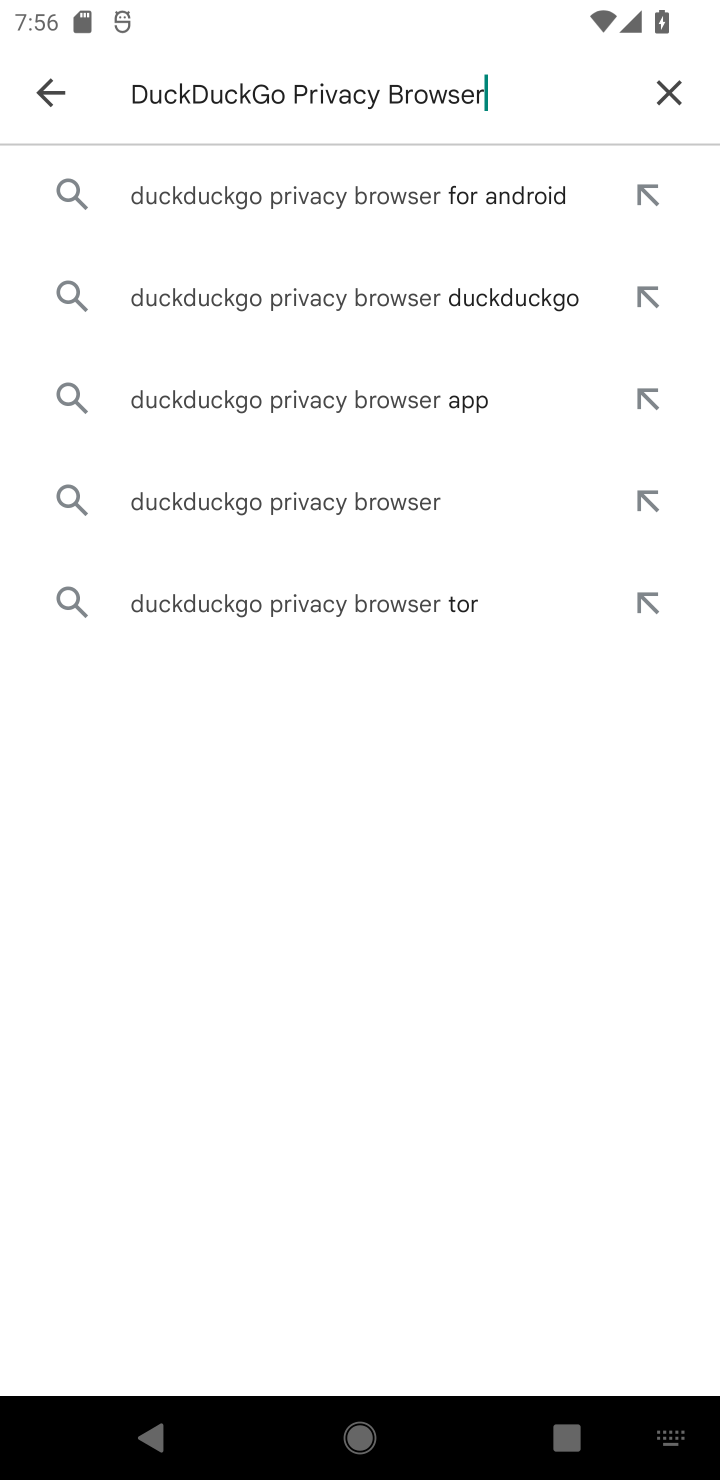 7:56
DuckDuckGo Privacy Browser
duckduckgo privacy browser for android
duckduckgo privacy browser duckduckgo
duckduckgo privacy browser app
duckduckgo privacy browser
duckduckgo privacy browser tor